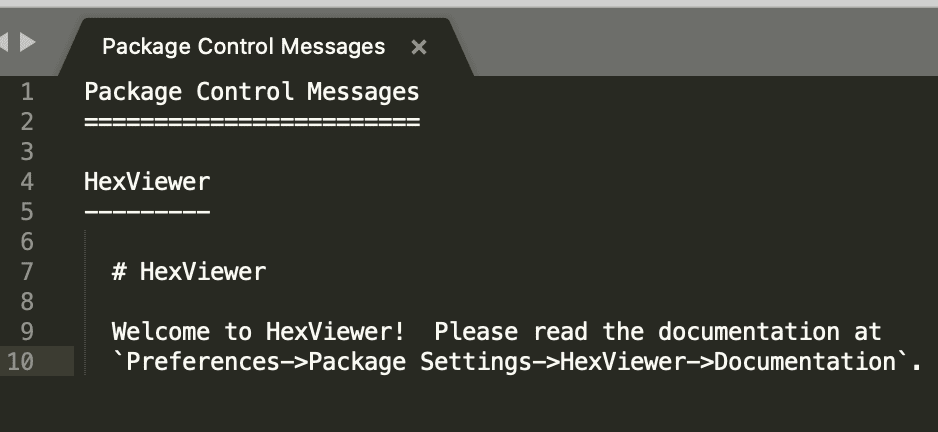 Package Control Messages
1 Package Control Messages
2 ========================
3
4 HexViewer
5 ---------
6
7 # HexViewer
8
9 Welcome to HexViewer!  Please read the documentation at
10 `Preferences->Package Settings->HexViewer->Documentation`.